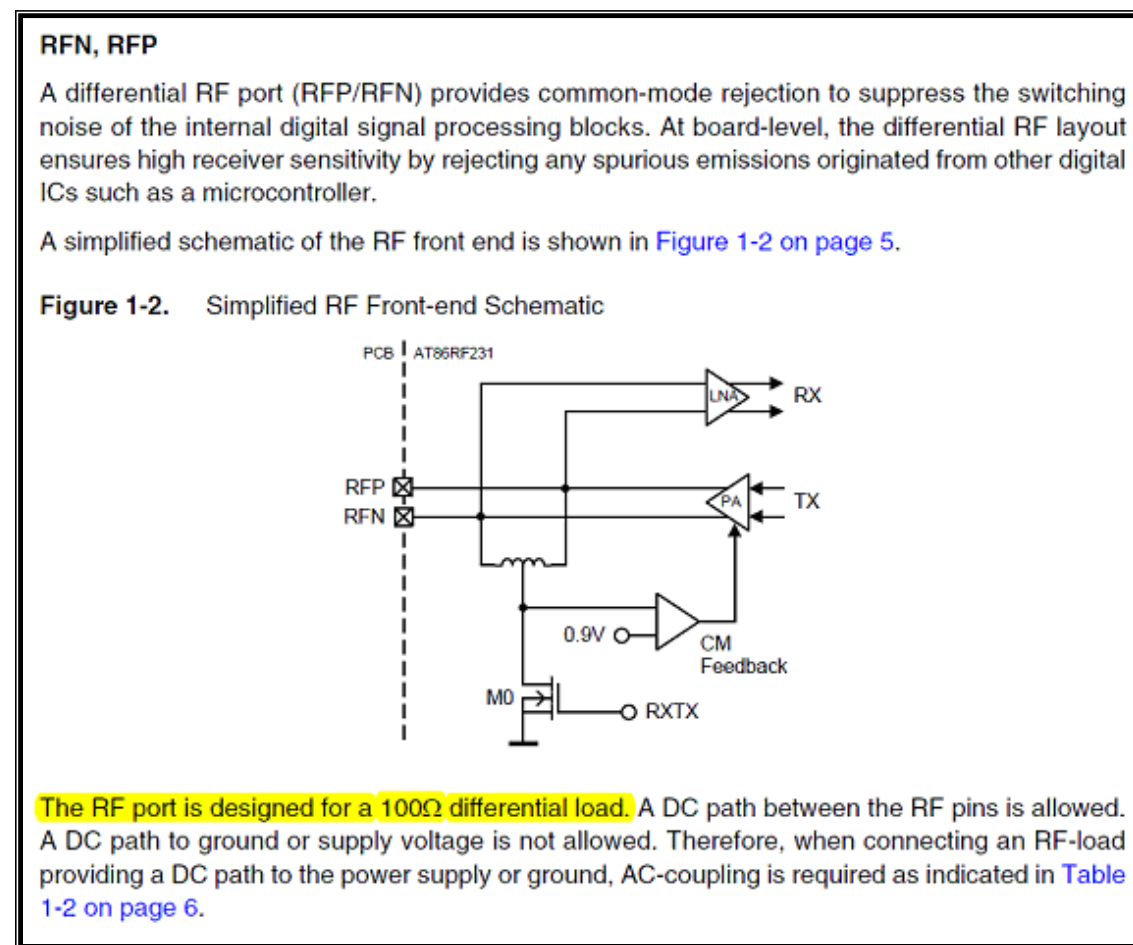 RFN, RFP
A differential RF port (RFP/RFN) provides common-mode rejection to suppress the switching
noise of the internal digital signal processing blocks. At board-level, the differential RF layout
ensures high receiver sensitivity by rejecting any spurious emissions originated from other digital
ICs such as a microcontroller.
A simplified schematic of the RF front end is shown in Figure 1-2 on page 5.
Figure 1-2. Simplified RF Front-end Schematic
PCB AT86RF231
LNA RX
RFP
RFN
PA TX
0.9V
CM
Feedback
M0
RXTX
The RF port is designed for a 100Ω differential load. A DC path between the RF pins is allowed.
A DC path to ground or supply voltage is not allowed. Therefore, when connecting an RF-load
providing a DC path to the power supply or ground, AC-coupling is required as indicated in Table
1-2 on page 6.